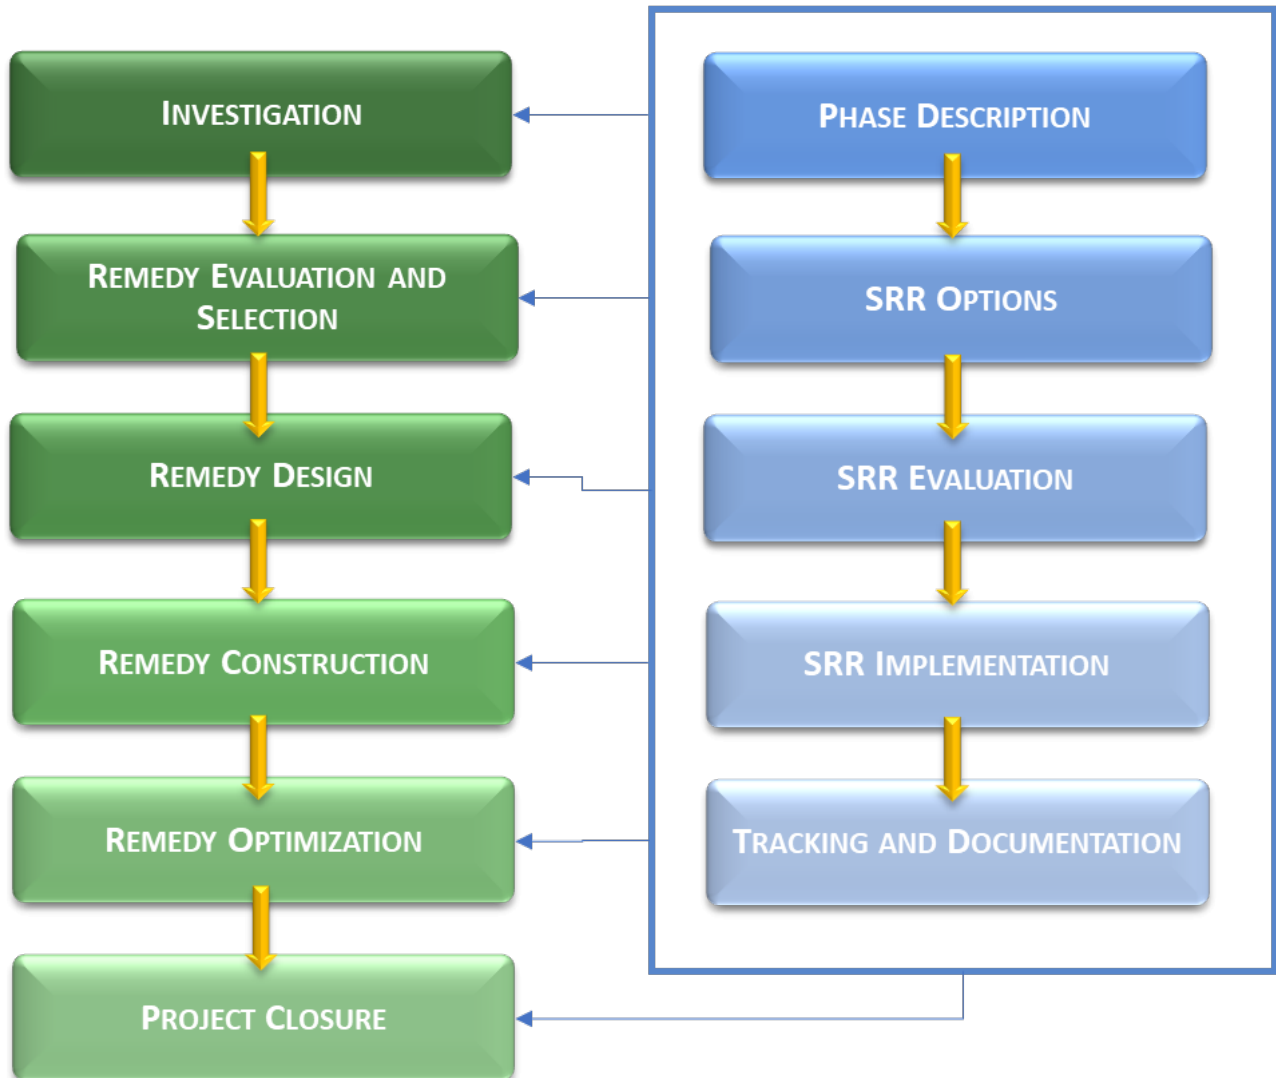 INVESTIGATION
REMEDY EVALUATION AND
SELECTION
REMEDY DESIGN
REMEDY CONSTRUCTION
REMEDY OPTIMIZATION
PROJECT CLOSURE
PHASE DESCRIPTION
SRR OPTIONS
SRR EVALUATION
SRR IMPLEMENTATION
TRACKING AND DOCUMENTATION